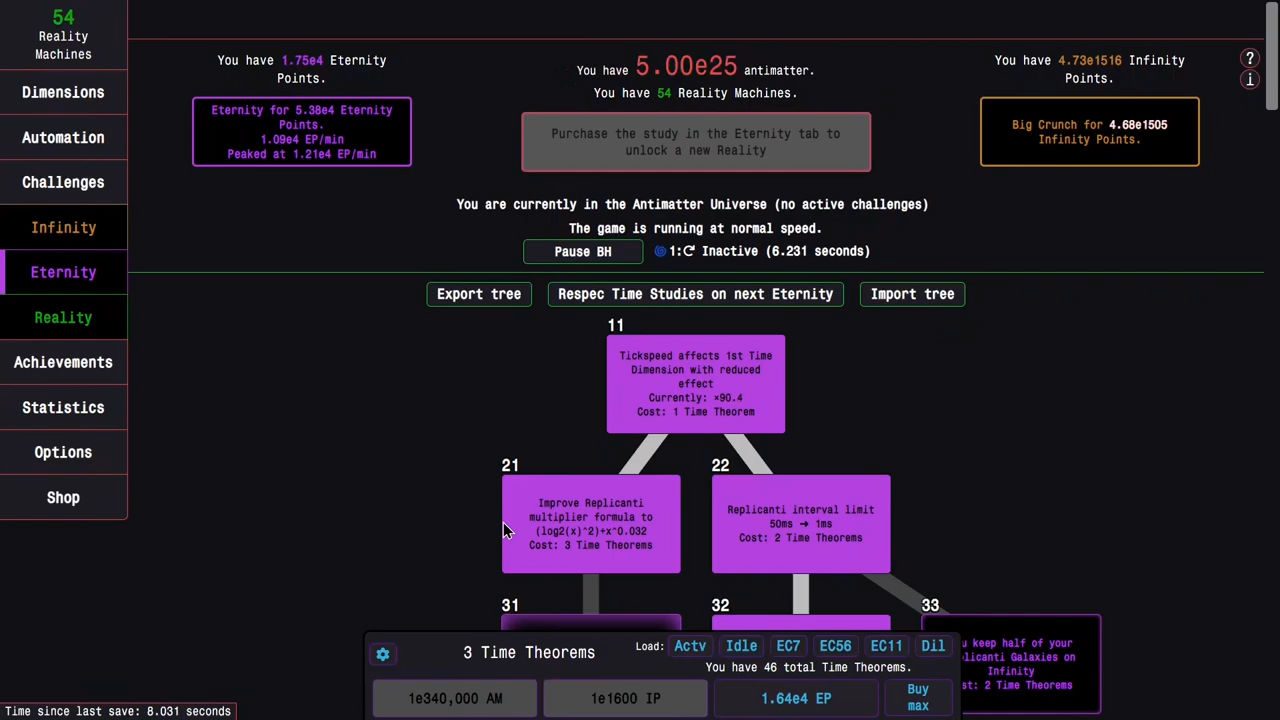 54
Reality
Machines
Dimensions
Automation
Challenges
Infinity
Eternity
Reality
Achievements
Statistics
Options
Shop
You have 1.75e4 Eternity
Points.
Eternity for 5.38e4 Eternity
Points.
1.09e4 EP/min
Peaked at 1.21e4 EP/min
You have 5.00e25 antimatter.
You have 54 Reality Machines.
Purchase the study in the Eternity tab to
unlock a new Reality
You have 4.73e1516 Infinity
Points.
Big Crunch for 4.68e1505
Infinity Points.
?
i
You are currently in the Antimatter Universe (no active challenges)
The game is running at normal speed.
Pause BH
1: Inactive (6.231 seconds)
Export tree
Respec Time Studies on next Eternity
Import tree
11
Tickspeed affects 1st Time
Dimension with reduced
effect
Currently: ×90.4
Cost: 1 Time Theorem
21
Improve Replicanti
multiplier formula to
(log2(x)^2)+x^0.032
Cost: 3 Time Theorems
22
Replicanti interval limit
50ms → 1ms
Cost: 2 Time Theorems
31
32
33
keep half of your
Galaxies on
Infinity
2 Time Theorems
3 Time Theorems
Load: Actv Idle EC7 EC56 EC11 Dil
You have 46 total Time Theorems.
1e340,000 AM
1e1600 IP
1.64e4 EP
Buy
max
Time since last save: 8.031 seconds